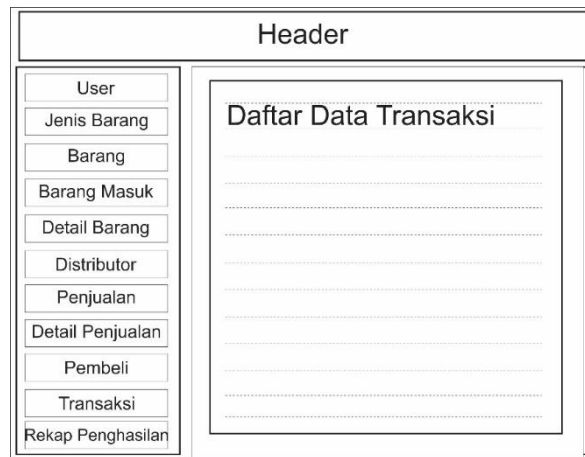 Header
User
Jenis Barang
Barang
Barang Masuk
Detail Barang
Distributor
Penjualan
Detail Penjualan
Pembeli
Transaksi
Rekap Penghasilan
Daftar Data Transaksi